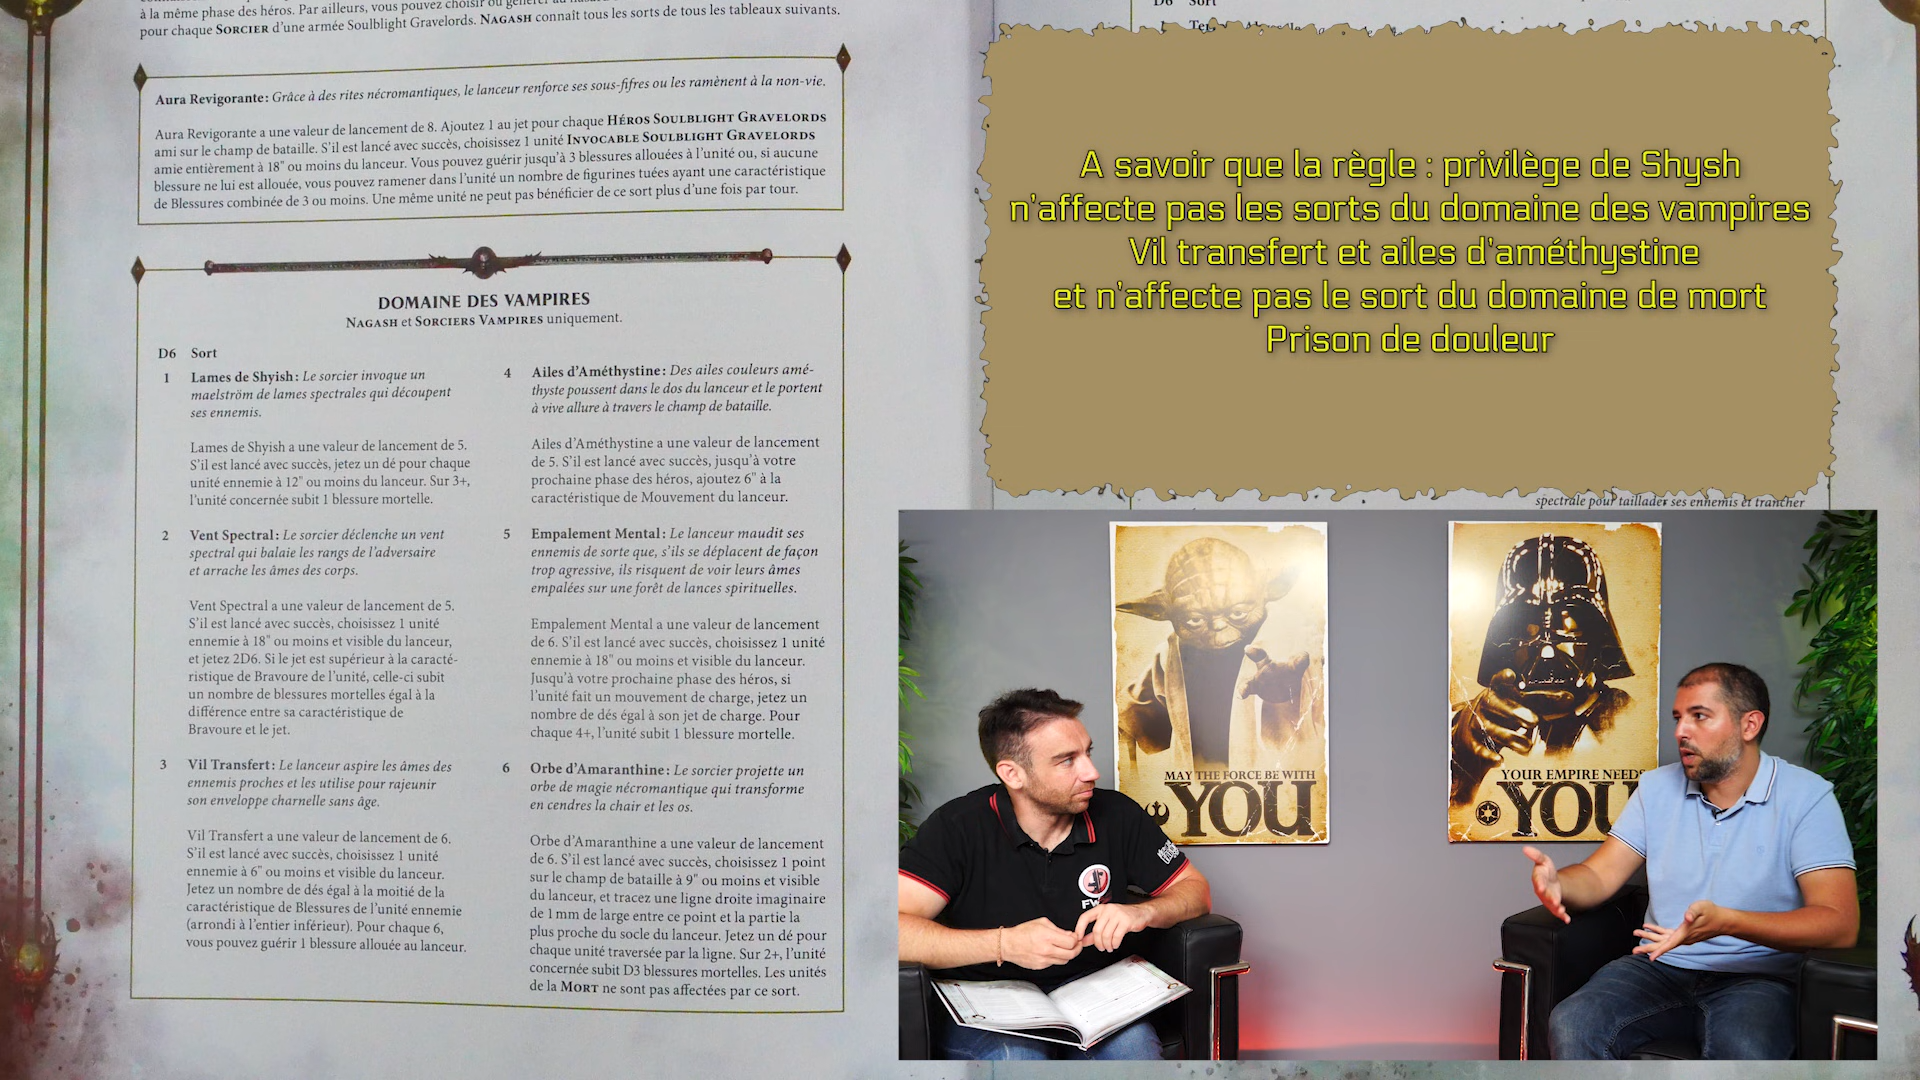 à la même phase des héros. Par ailleurs, vous pouvez choisir ou générer
pour chaque SORCIER d'une armée Soulblight Gravelords. NAGASH connaît tous les sorts de tous les tableaux suivants.
Aura Revigorante : Grâce à des rites nécromantiques, le lanceur renforce ses sous-fifres ou les ramènent à la non-vie.
Aura Revigorante a une valeur de lancement de 8. Ajoutez 1 au jet pour chaque HÉROS SOULBLIGHT GRAVELORDS
ami sur le champ de bataille. S'il est lancé avec succès, choisissez 1 unité INVOCABLE SOULBLIGHT GRAVELORDS
amie entièrement à 18" ou moins du lanceur. Vous pouvez guérir jusqu'à 3 blessures allouées à l'unité ou, si aucune
blessure ne lui est allouée, vous pouvez ramener dans l'unité un nombre de figurines tuées ayant une caractéristique
de Blessures combinée de 3 ou moins. Une même unité ne peut pas bénéficier de ce sort plus d'une fois par tour.
DOMAINE DES VAMPIRES
NAGASH et SORCIERS VAMPIRES uniquement.
D6 Sort
1 Lames de Shyish : Le sorcier invoque un
maelström de lames spectrales qui découpent
ses ennemis.
Lames de Shyish a une valeur de lancement de 5.
S'il est lancé avec succès, jetez un dé pour chaque
unité ennemie à 12" ou moins du lanceur. Sur 3+,
l'unité concernée subit 1 blessure mortelle.
2 Vent Spectral : Le sorcier déclenche un vent
spectral qui balaie les rangs de l'adversaire
et arrache les âmes des corps.
Vent Spectral a une valeur de lancement de 5.
S'il est lancé avec succès, choisissez 1 unité
ennemie à 18" ou moins et visible du lanceur,
et jetez 2D6. Si le jet est supérieur à la caracté-
ristique de Bravoure de l'unité, celle-ci subit
un nombre de blessures mortelles égal à la
différence entre sa caractéristique de
Bravoure et le jet.
3 Vil Transfert : Le lanceur aspire les âmes des
ennemis proches et les utilise pour rajeunir
son enveloppe charnelle sans âge.
Vil Transfert a une valeur de lancement de 6.
S'il est lancé avec succès, choisissez 1 unité
ennemie à 6" ou moins et visible du lanceur.
Jetez un nombre de dés égal à la moitié de la
caractéristique de Blessures de l'unité ennemie
(arrondi à l'entier inférieur). Pour chaque 6,
vous pouvez guérir 1 blessure allouée au lanceur.
4 Ailes d'Améthystine : Des ailes couleurs amé-
thyste poussent dans le dos du lanceur et le portent
à vive allure à travers le champ de bataille.
Ailes d'Améthystine a une valeur de lancement
de 5. S'il est lancé avec succès, jusqu'à votre
prochaine phase des héros, ajoutez 6" à la
caractéristique de Mouvement du lanceur.
5 Empalement Mental : Le lanceur maudit ses
ennemis de sorte que, s'ils se déplacent de façon
trop agressive, ils risquent de voir leurs âmes
empalées sur une forêt de lances spirituelles.
Empalement Mental a une valeur de lancement
de 6. S'il est lancé avec succès, choisissez 1 unité
ennemie à 18" ou moins et visible du lanceur.
Jusqu'à votre prochaine phase des héros, si
l'unité fait un mouvement de charge, jetez un
nombre de dés égal à son jet de charge. Pour
chaque 4+, l'unité subit 1 blessure mortelle.
6 Orbe d'Amaranthine : Le sorcier projette un
orbe de magie nécromantique qui transforme
en cendres la chair et les os.
Orbe d'Amaranthine a une valeur de lancement
de 6. S'il est lancé avec succès, choisissez 1 point
sur le champ de bataille à 9" ou moins et visible
du lanceur, et tracez une ligne droite imaginaire
de 1 mm de large entre ce point et la partie la
plus proche du socle du lanceur. Jetez un dé pour
chaque unité traversée par la ligne. Sur 2+, l'unité
concernée subit D3 blessures mortelles. Les unités
de la MORT ne sont pas affectées par ce sort.
D6 Sort
A savoir que la règle : privilège de Shysh
n'affecte pas les sorts du domaine des vampires
Vil transfert et ailes d'améthystine
et n'affecte pas le sort du domaine de mort
Prison de douleur
spectrale pour taillader ses ennemis et trancher
MAY THE FORCE BE WITH
YOU
YOUR EMPIRE NEEDS
YOU